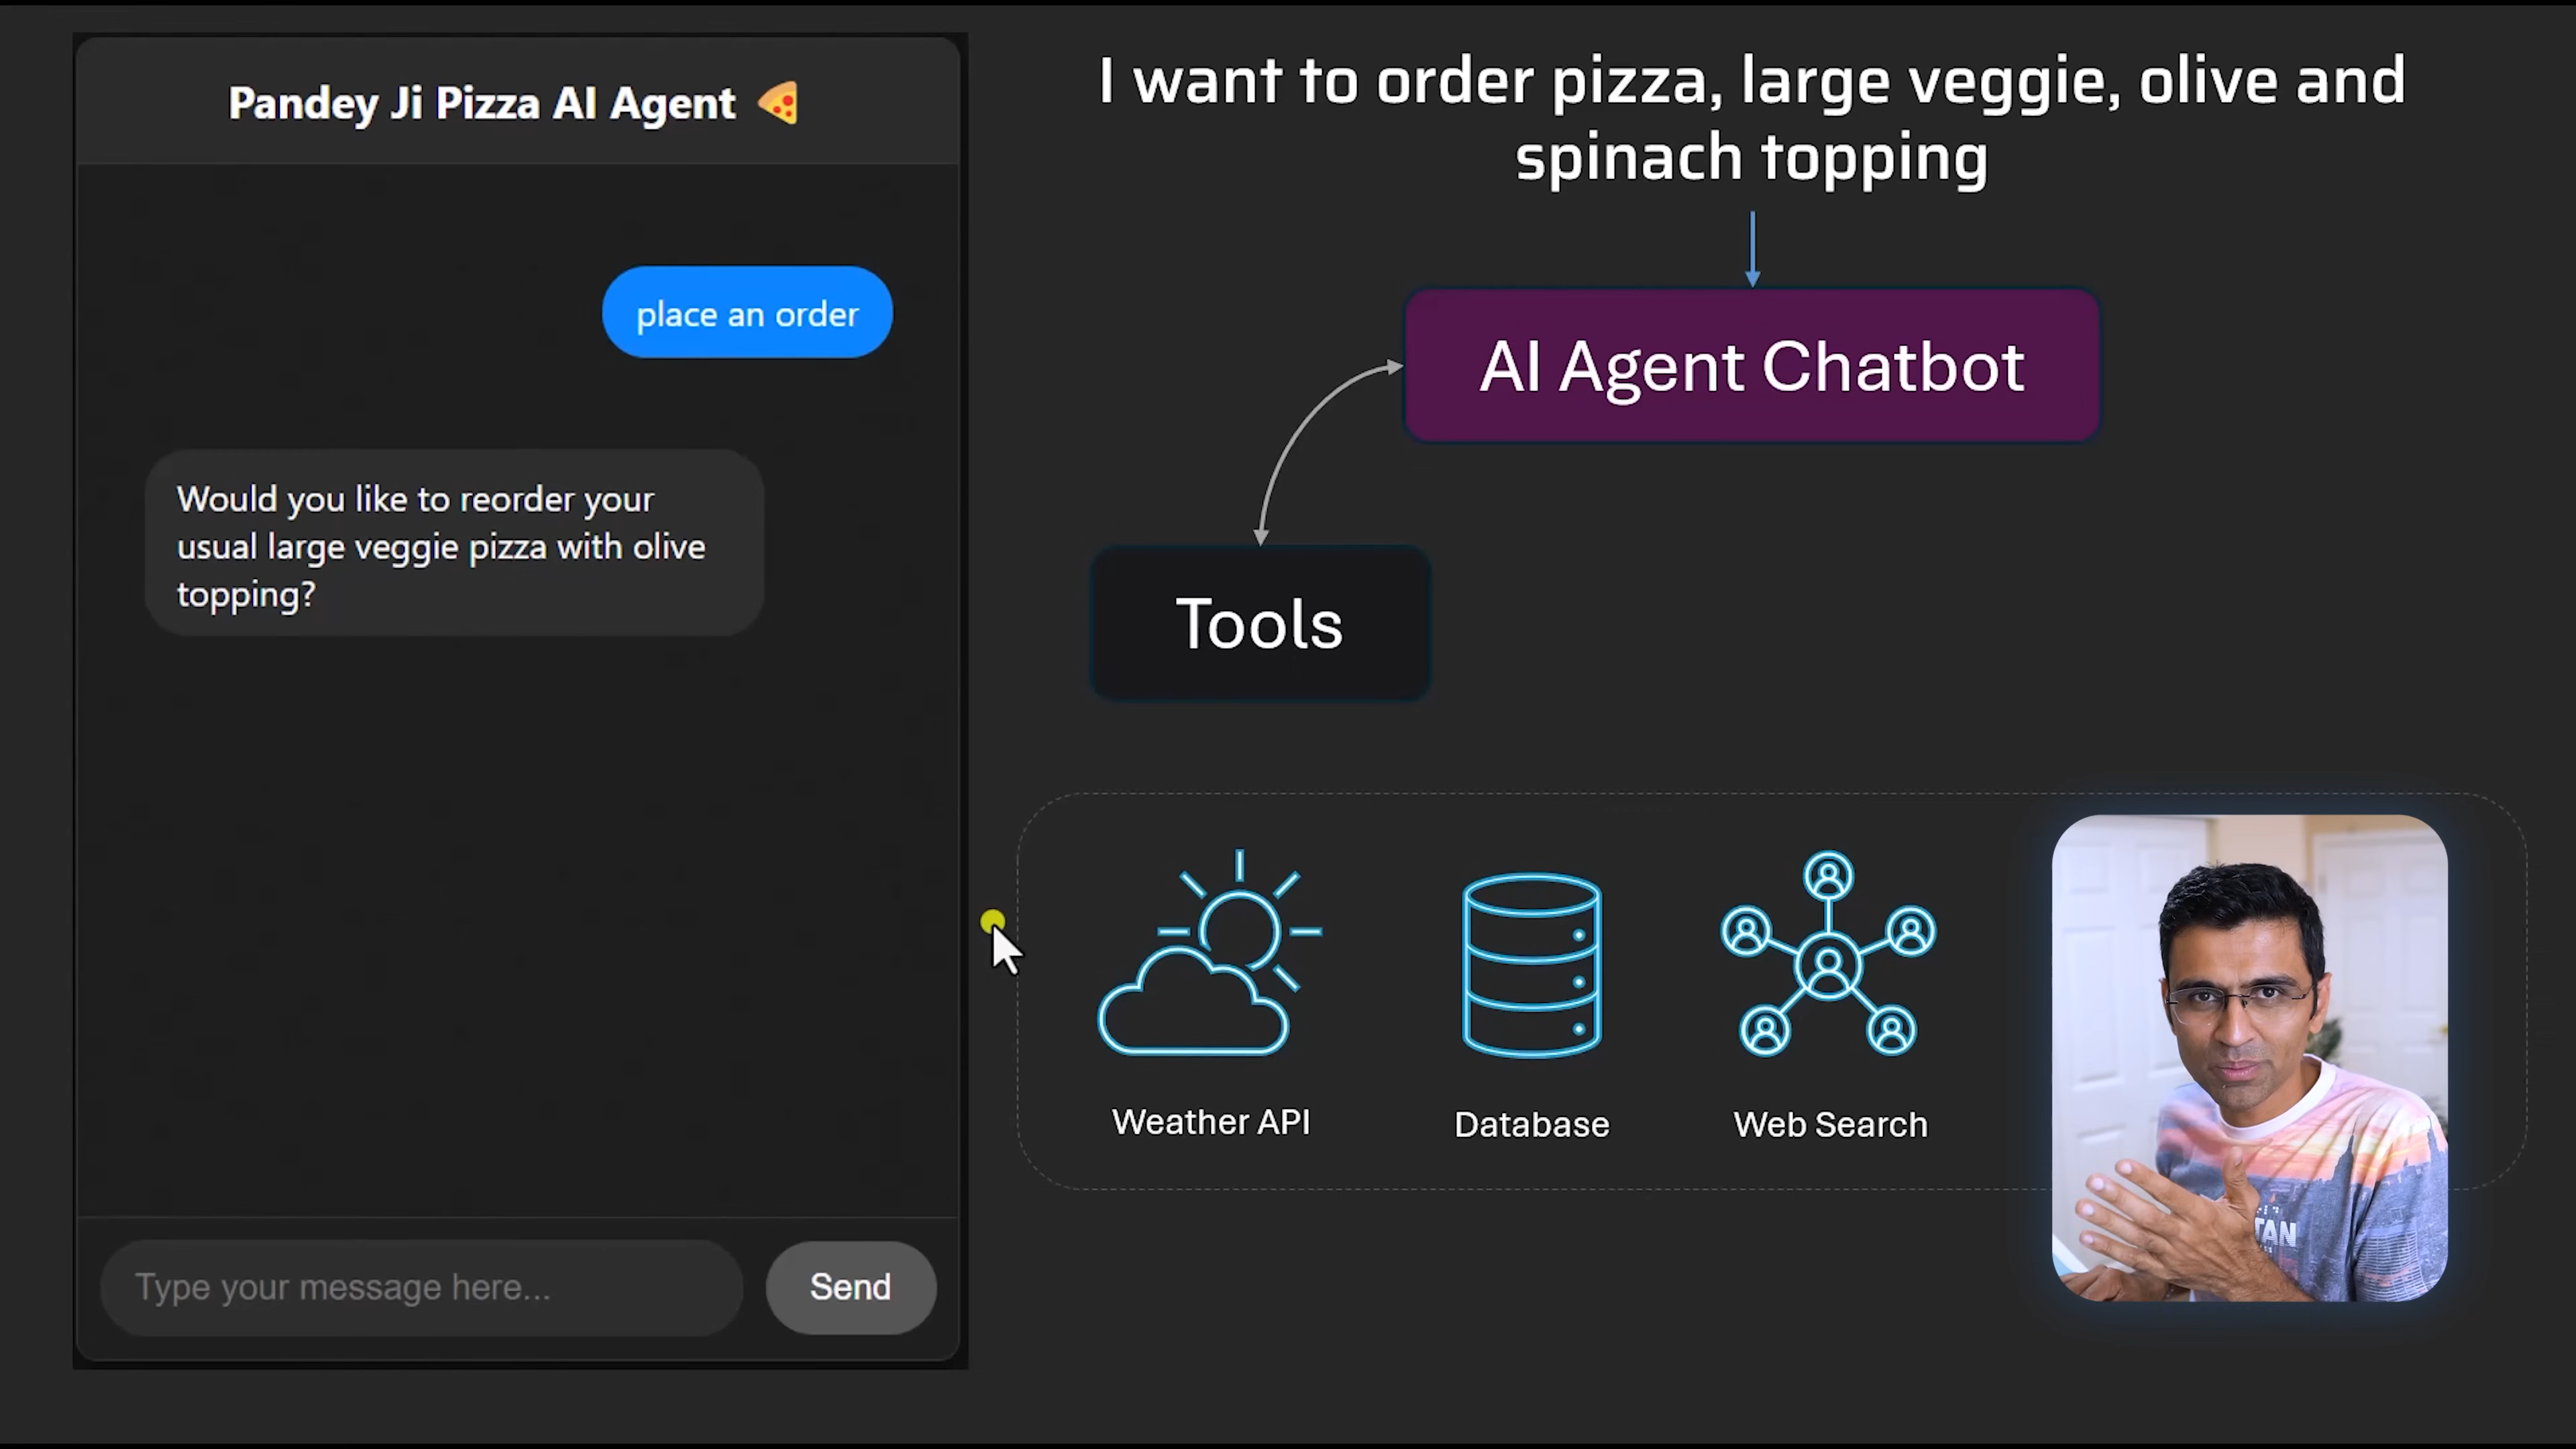 Pandey Ji Pizza AI Agent 🍕
place an order
Would you like to reorder your
usual large veggie pizza with olive
topping?
Type your message here...
Send
I want to order pizza, large veggie, olive and
spinach topping
AI Agent Chatbot
Tools
Weather API
Database
Web Search
TAN